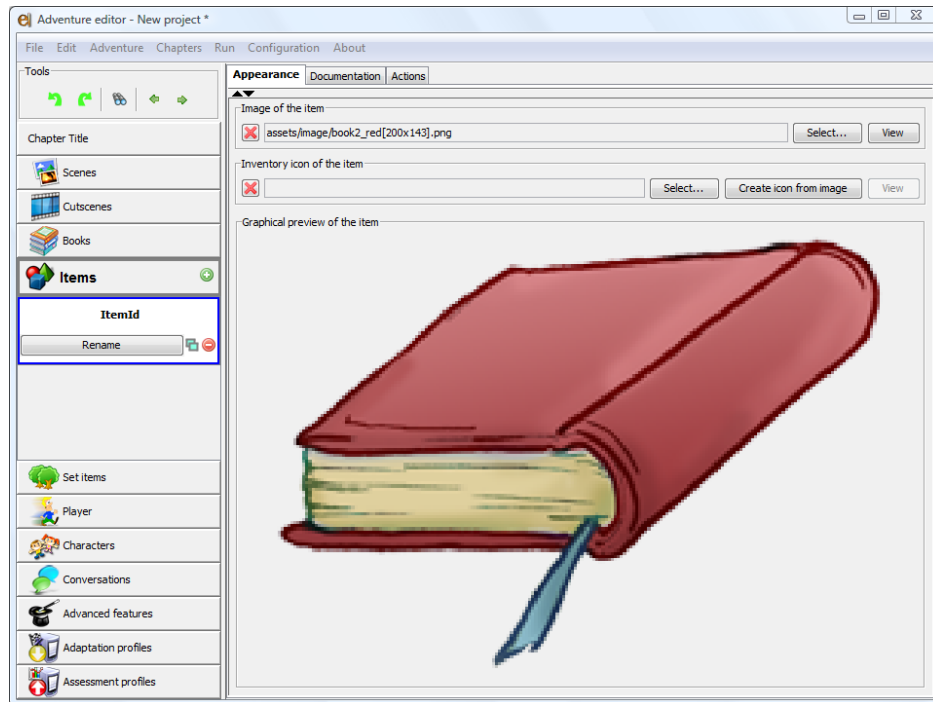 Adventure editor - New project *
File Edit Adventure Chapters Run Configuration About
Tools
Chapter Title
Scenes
Cutscenes
Books
Items
ItemId
Rename
Set items
Player
Characters
Conversations
Advanced features
Adaptation profiles
Assessment profiles
Appearance Documentation Actions
Image of the item
assets/image/book2_red[200x143].png Select... View
Inventory icon of the item
Select... Create icon from image View
Graphical preview of the item